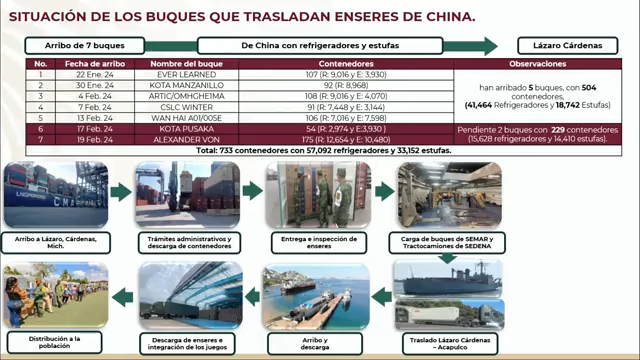 SITUACIÓN DE LOS BUQUES QUE TRASLADAN ENSERES DE CHINA.
Arribo de 7 buques
De China con refrigeradores y estufas
Lázaro Cárdenas
No. Fecha de arribo Nombre del buque Contenedores Observaciones
1 22 Ene. 24 EVER LEARNED 107 (R: 9,016 y E: 3,930)
2 30 Ene. 24 KOTA MANZANILLO 92 (R: 8,968)
3 4 Feb. 24 ARTIC/OMHGHE1MA 108 (R: 9,016 y E: 4,070)
4 7 Feb. 24 CSLC WINTER 91 (R: 7,448 y E: 3,144)
5 13 Feb. 24 WAN HAI A01/005E 106 (R: 7,016 y E: 7,598)
han arribado 5 buques, con 504
contenedores,
(41,464 Refrigeradores y 18,742 Estufas)
6 17 Feb. 24 KOTA PUSAKA 54 (R: 2,974 y E:3,930 )
7 19 Feb. 24 ALEXANDER VON 175 (R: 12,654 y E: 10,480)
Pendiente 2 buques con 229 contenedores
(15,628 refrigeradores y 14,410 estufas).
Total: 733 contenedores con 57,092 refrigeradores y 33,152 estufas.
CMA
Arribo a Lázaro, Cárdenas,
Mich.
Trámites administrativos y
descarga de contenedores
Entrega e inspección de
enseres
Carga de buques de SEMAR y
Tractocamiones de SEDENA
Distribución a la
población
Descarga de enseres e
integración de los juegos
Arribo y
descarga
Traslado Lázaro Cárdenas
– Acapulco